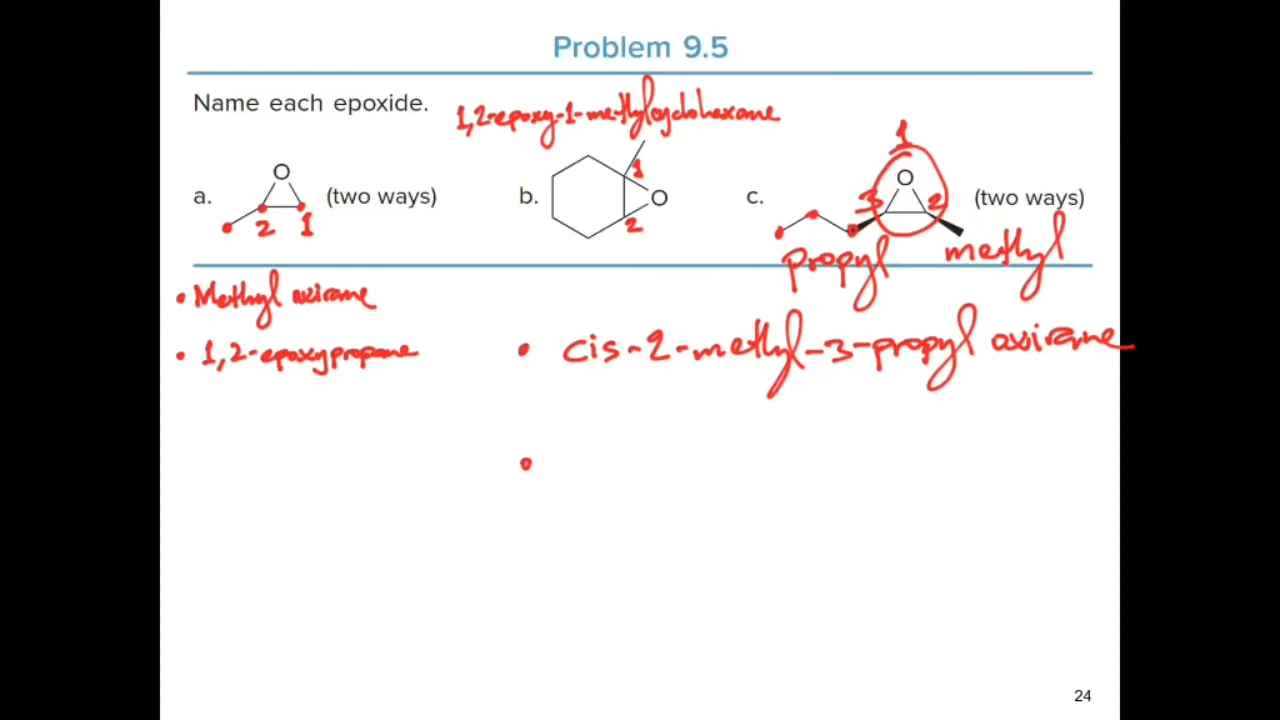 Problem 9.5
Name each epoxide.
1,2-epoxy-1-methylcyclohexane
a.
O
2
1
(two ways)
b.
1
O
2
c.
1
O
3
2
(two ways)
propyl
methyl
• Methyl oxirane
• 1,2-epoxypropane
• cis-2-methyl-3-propyl oxirane
•
24